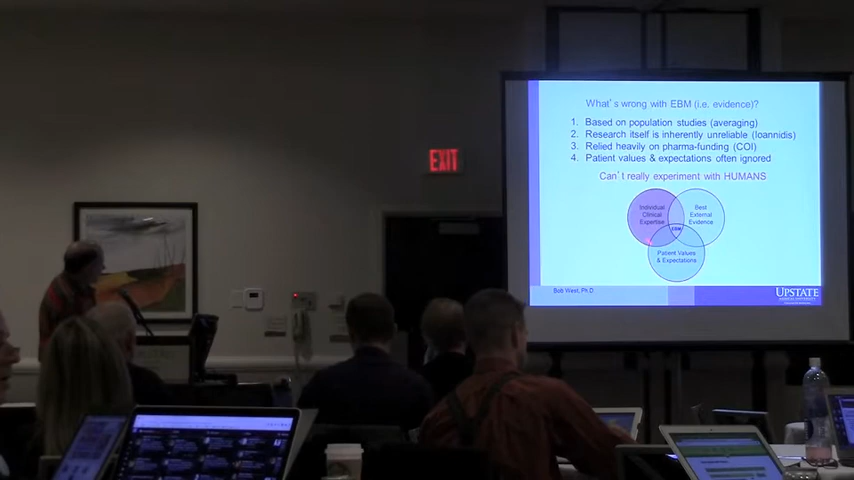 What's wrong with EBM (i.e. evidence)?
1. Based on population studies (averaging)
2. Research itself is inherently unreliable (Ioannidis)
3. Relied heavily on pharma-funding (COI)
4. Patient values & expectations often ignored
Can't really experiment with HUMANS
Individual
Clinical
Expertise
Best
External
Evidence
EBM
Patient Values
& Expectations
Bob West, Ph.D.
UPSTATE
MEDICAL UNIVERSITY
EXIT